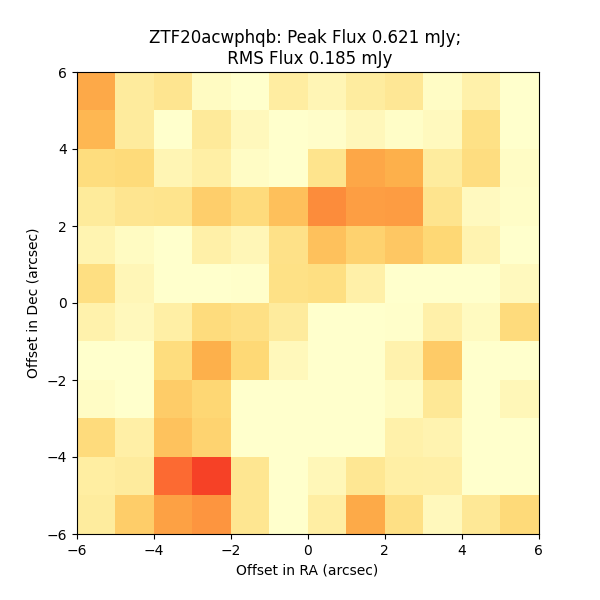 ZTF20acwphqb: Peak Flux 0.621 mJy;
RMS Flux 0.185 mJy
6
4
2
0
−2
−4
−6
Offset in Dec (arcsec)
−6 −4 −2 0 2 4 6
Offset in RA (arcsec)